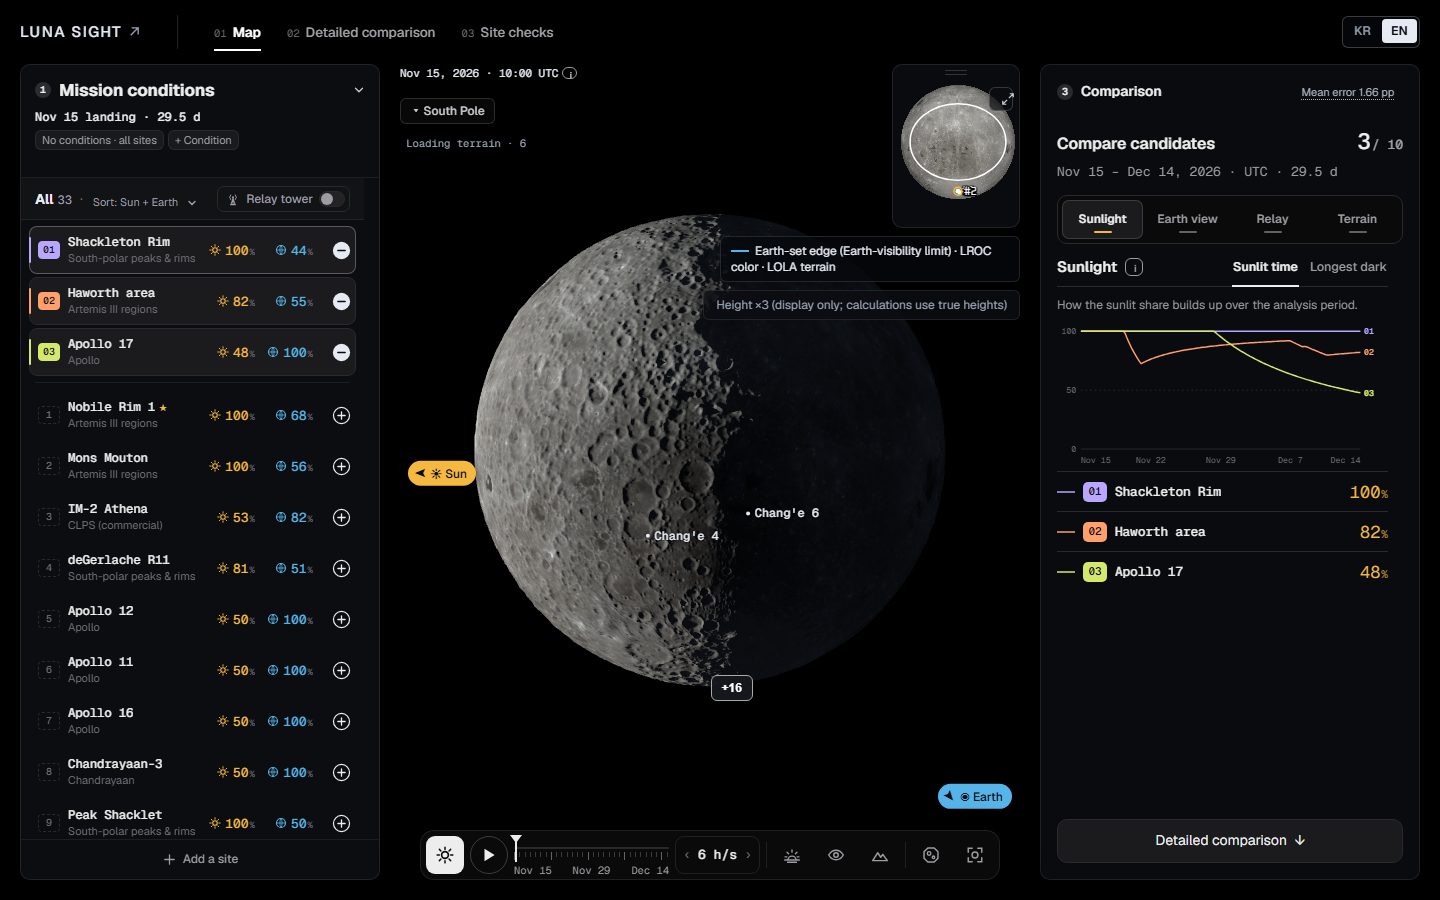 LUNA SIGHT ↗
01 Map
02 Detailed comparison
03 Site checks
KR EN
1 Mission conditions
Nov 15 landing · 29.5 d
No conditions · all sites + Condition
All 33 · Sort: Sun + Earth
Relay tower
01 Shackleton Rim 100% 44%
South-polar peaks & rims
02 Haworth area 82% 55%
Artemis III regions
03 Apollo 17 48% 100%
Apollo
1 Nobile Rim 1 ★ 100% 68%
Artemis III regions
2 Mons Mouton 100% 56%
Artemis III regions
3 IM-2 Athena 53% 82%
CLPS (commercial)
4 deGerlache R11 81% 51%
South-polar peaks & rims
5 Apollo 12 50% 100%
Apollo
6 Apollo 11 50% 100%
Apollo
7 Apollo 16 50% 100%
Apollo
8 Chandrayaan-3 50% 100%
Chandrayaan
9 Peak Shacklet 100% 50%
South-polar peaks & rims
+ Add a site
Nov 15, 2026 · 10:00 UTC i
South Pole
Loading terrain · 6
#2
Earth-set edge (Earth-visibility limit) · LROC
color · LOLA terrain
Height ×3 (display only; calculations use true heights)
Sun
Chang'e 6
Chang'e 4
+16
Earth
Nov 15 Nov 29 Dec 14
‹ 6 h/s ›
3 Comparison
Mean error 1.66 pp
Compare candidates 3 / 10
Nov 15 – Dec 14, 2026 · UTC · 29.5 d
Sunlight Earth view Relay Terrain
Sunlight i
Sunlit time Longest dark
How the sunlit share builds up over the analysis period.
100
50
0
01
02
03
Nov 15 Nov 22 Nov 29 Dec 7 Dec 14
01 Shackleton Rim 100%
02 Haworth area 82%
03 Apollo 17 48%
Detailed comparison ↓